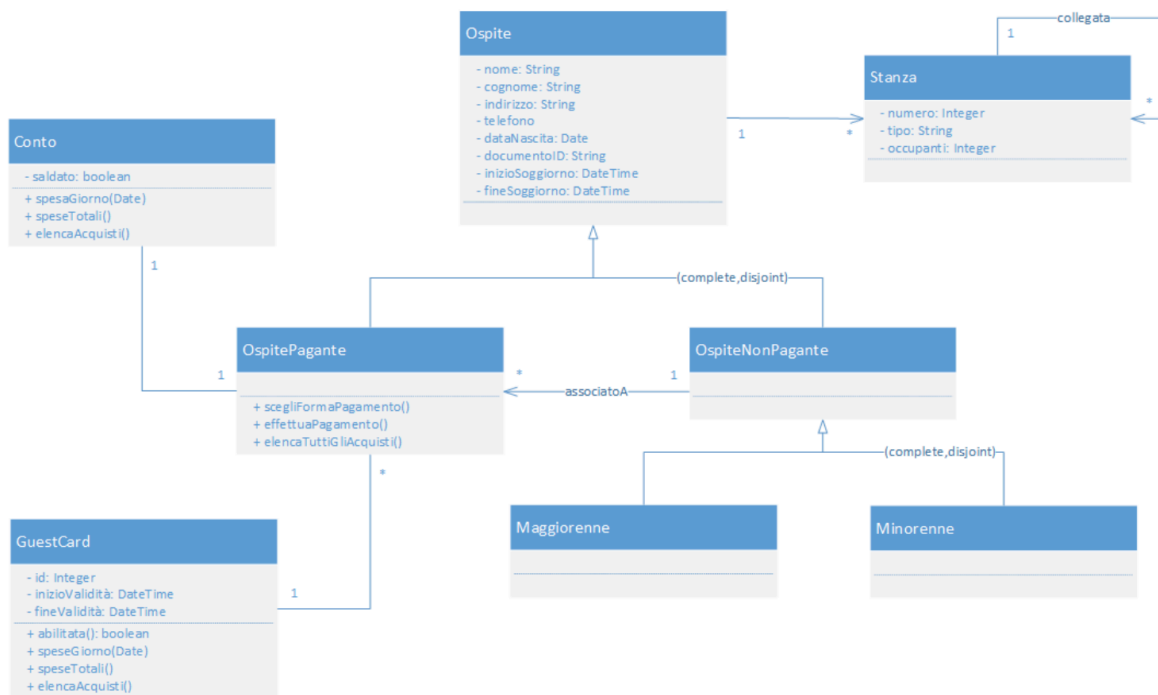 Ospite
- nome: String
- cognome: String
- indirizzo: String
- telefono
- dataNascita: Date
- documentoID: String
- inizioSoggiorno: DateTime
- fineSoggiorno: DateTime
1
*
collegata
1
*
Stanza
- numero: Integer
- tipo: String
- occupanti: Integer
Conto
- saldato: boolean
+ spesaGiorno(Date)
+ speseTotali()
+ elencaAcquisti()
1
1
(complete,disjoint)
OspitePagante
+ scegliFormaPagamento()
+ effettuaPagamento()
+ elencaTuttiGliAcquisti()
*
associatoA
1
OspiteNonPagante
(complete,disjoint)
Maggiorenne
Minorenne
*
1
GuestCard
- id: Integer
- inizioValidità: DateTime
- fineValidità: DateTime
+ abilitata(): boolean
+ speseGiorno(Date)
+ speseTotali()
+ elencaAcquisti()